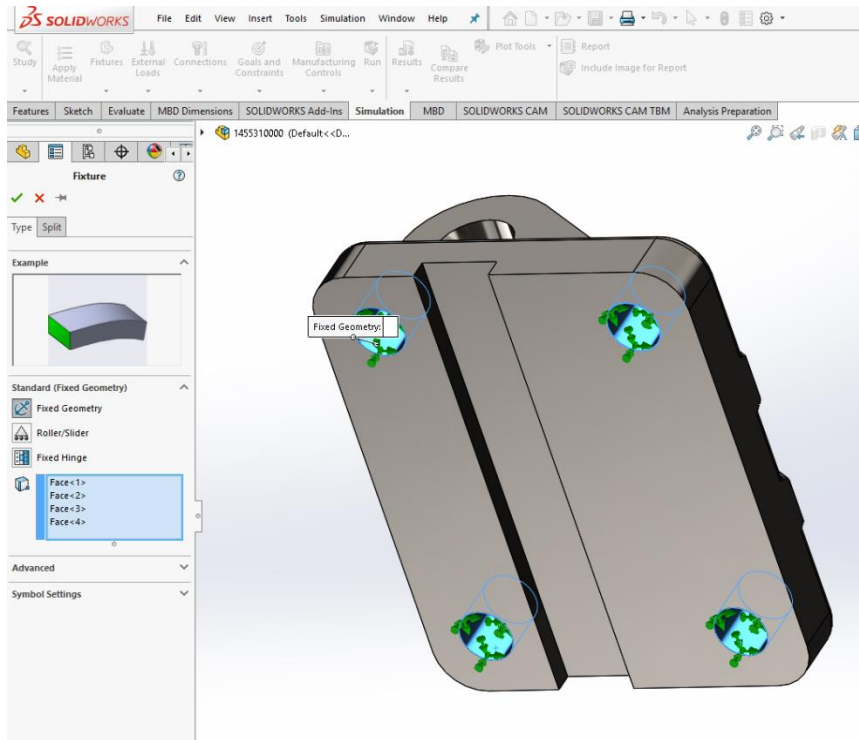 SOLIDWORKS File Edit View Insert Tools Simulation Window Help
Study
Apply Material
Fixtures
External Loads
Connections
Goals and Constraints
Manufacturing Controls
Run
Results
Compare Results
Plot Tools
Report
Include Image for Report
Features Sketch Evaluate MBD Dimensions SOLIDWORKS Add-Ins Simulation MBD SOLIDWORKS CAM SOLIDWORKS CAM TBM Analysis Preparation
1455310000 (Default<<D...
Fixture
Type Split
Example
Fixed Geometry:
Standard (Fixed Geometry)
Fixed Geometry
Roller/Slider
Fixed Hinge
Face<1>
Face<2>
Face<3>
Face<4>
Advanced
Symbol Settings